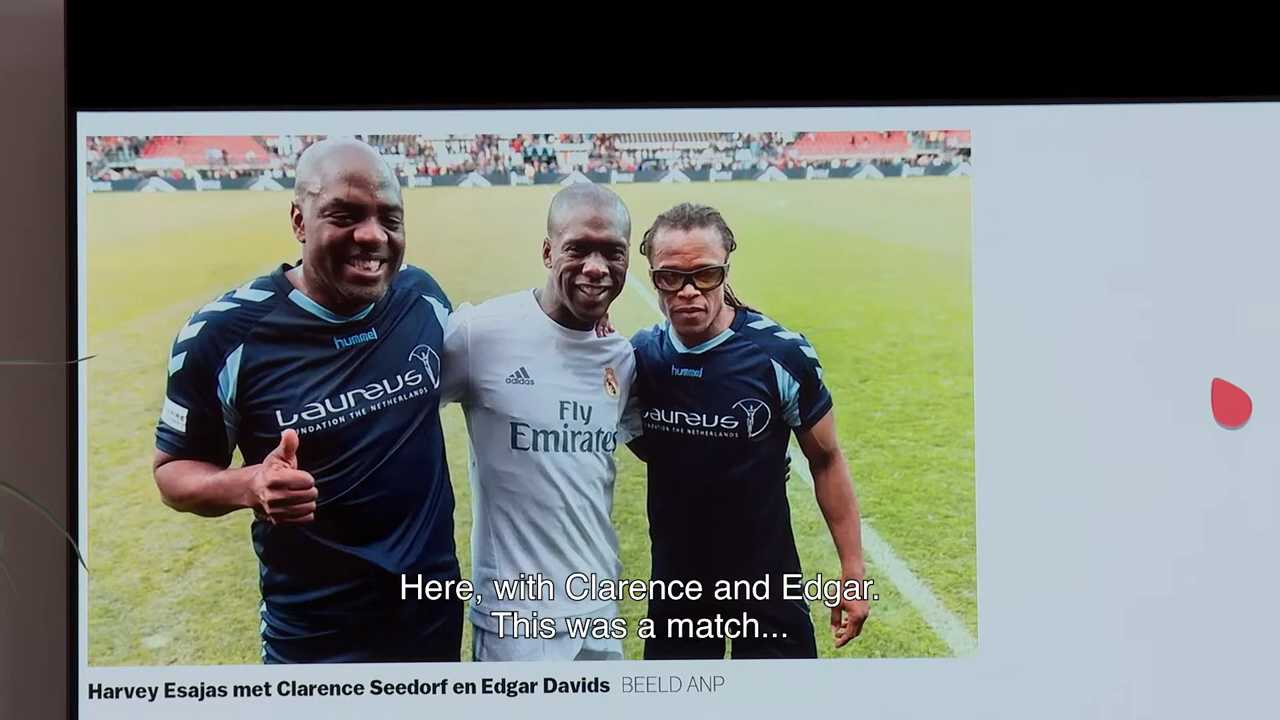 hummel
Laureus
FOUNDATION THE NETHERLANDS
adidas
Fly
Emirates
hummel
Laureus
FOUNDATION THE NETHERLANDS
Here, with Clarence and Edgar.
This was a match...
Harvey Esajas met Clarence Seedorf en Edgar Davids BEELD ANP